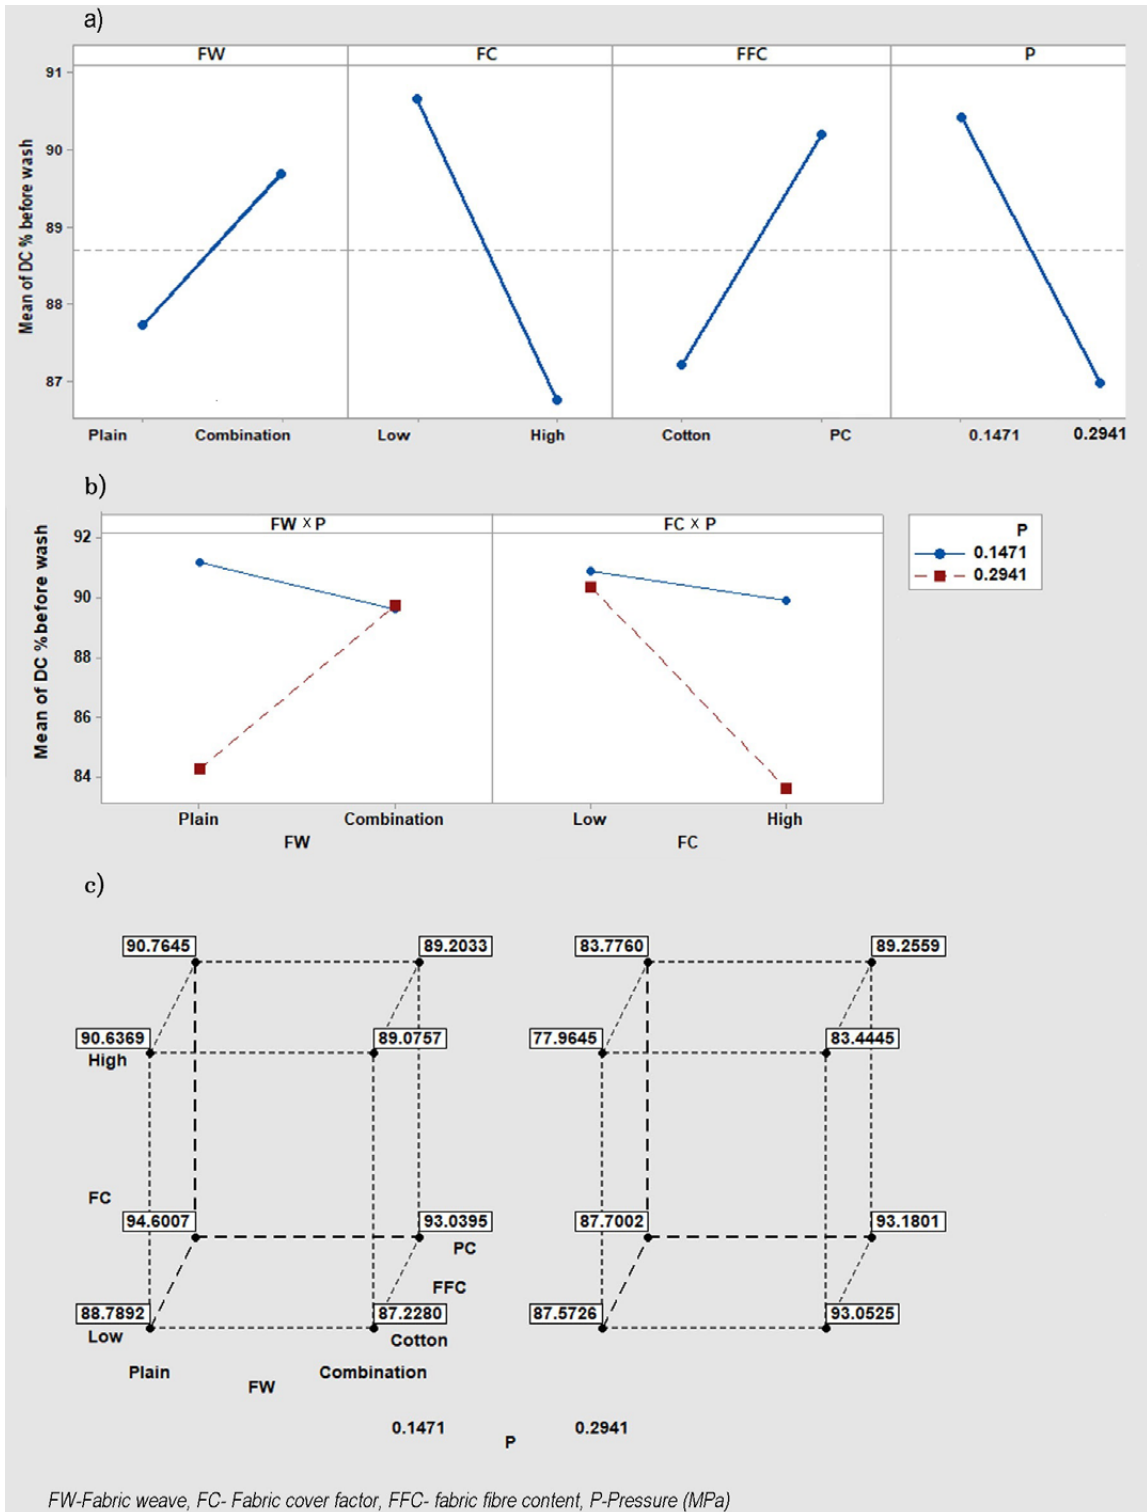 a)
FW FC FFC P
Mean of DC % before wash
91
90
89
88
87
Plain Combination Low High Cotton PC 0.1471 0.2941
b)
FW X P FC X P
Mean of DC %before wash
92
90
88
86
84
Plain Combination Low High
FW FC
P
0.1471
0.2941
c)
90.7645 89.2033 83.7760 89.2559
90.6369 89.0757 77.9645 83.4445
High
FC
94.6007 93.0395 87.7002 93.1801
PC
FFC
88.7892 87.2280 87.5726 93.0525
Low Cotton
Plain Combination
FW
0.1471 0.2941
P
FW-Fabric weave, FC- Fabric cover factor, FFC- fabric fibre content, P-Pressure (MPa)